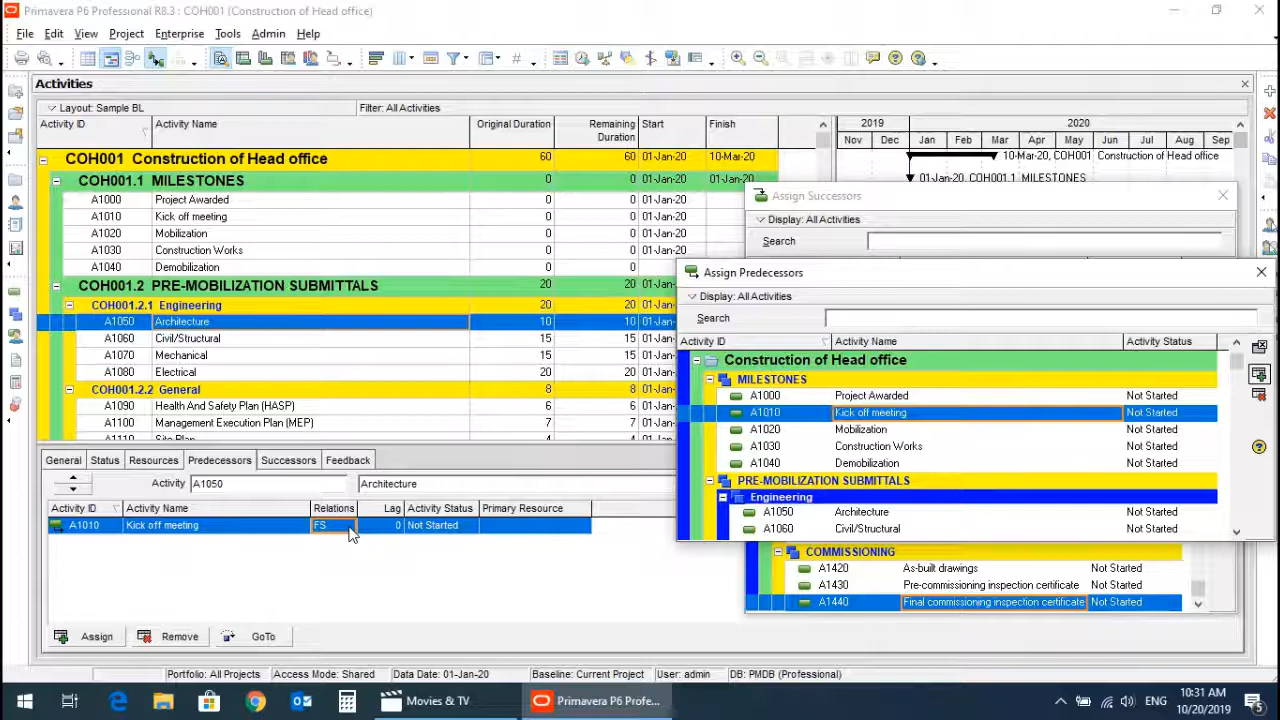 Primavera P6 Professional R8.3 : COH001 (Construction of Head office)
File Edit View Project Enterprise Tools Admin Help
Activities
Layout: Sample BL Filter: All Activities
Activity ID Activity Name Original Duration Remaining Duration Start Finish
2019 2020
Nov Dec Jan Feb Mar Apr May Jun Jul Aug Sep
COH001 Construction of Head office 60 60 01-Jan-20 10-Mar-20
10-Mar-20, COH001 Construction of Head office
COH001.1 MILESTONES 0 0 01-Jan-20 01-Jan-20
01-Jan-20, COH001.1 MILESTONES
A1000 Project Awarded 0 0 01-Jan-20
A1010 Kick off meeting 0 0 01-Jan-20
A1020 Mobilization 0 0 01-Jan-20
A1030 Construction Works 0 0 01-Jan-20
A1040 Demobilization 0 0
COH001.2 PRE-MOBILIZATION SUBMITTALS 20 20 01-Jan-20
COH001.2.1 Engineering 20 20 01-Jan-
A1050 Architecture 10 10 01-Jan-
A1060 Civil/Structural 15 15 01-Jan-
A1070 Mechanical 15 15 01-Jan-
A1080 Electrical 20 20 01-Jan-
COH001.2.2 General 8 8 01-Jan-
A1090 Health And Safety Plan (HASP) 6 6 01-Jan-
A1100 Management Execution Plan (MEP) 7 7 01-Jan-
A1110 Site Plan 4 4 01-Jan-
Assign Successors
Display: All Activities
Search
Assign Predecessors
Display: All Activities
Search
Activity ID Activity Name Activity Status
Construction of Head office
MILESTONES
A1000 Project Awarded Not Started
A1010 Kick off meeting Not Started
A1020 Mobilization Not Started
A1030 Construction Works Not Started
A1040 Demobilization Not Started
PRE-MOBILIZATION SUBMITTALS
Engineering
A1050 Architecture Not Started
A1060 Civil/Structural Not Started
COMMISSIONING
A1420 As-built drawings Not Started
A1430 Pre-commissioning inspection certificate Not Started
A1440 Final commissioning inspection certificate Not Started
General Status Resources Predecessors Successors Feedback
Activity A1050 Architecture
Activity ID Activity Name Relations Lag Activity Status Primary Resource
A1010 Kick off meeting FS 0 Not Started
Assign Remove GoTo
Portfolio: All Projects Access Mode: Shared Data Date: 01-Jan-20 Baseline: Current Project User: admin DB: PMDB (Professional)
Movies & TV Primavera P6 Profe...
ENG 10:31 AM
10/20/2019 5